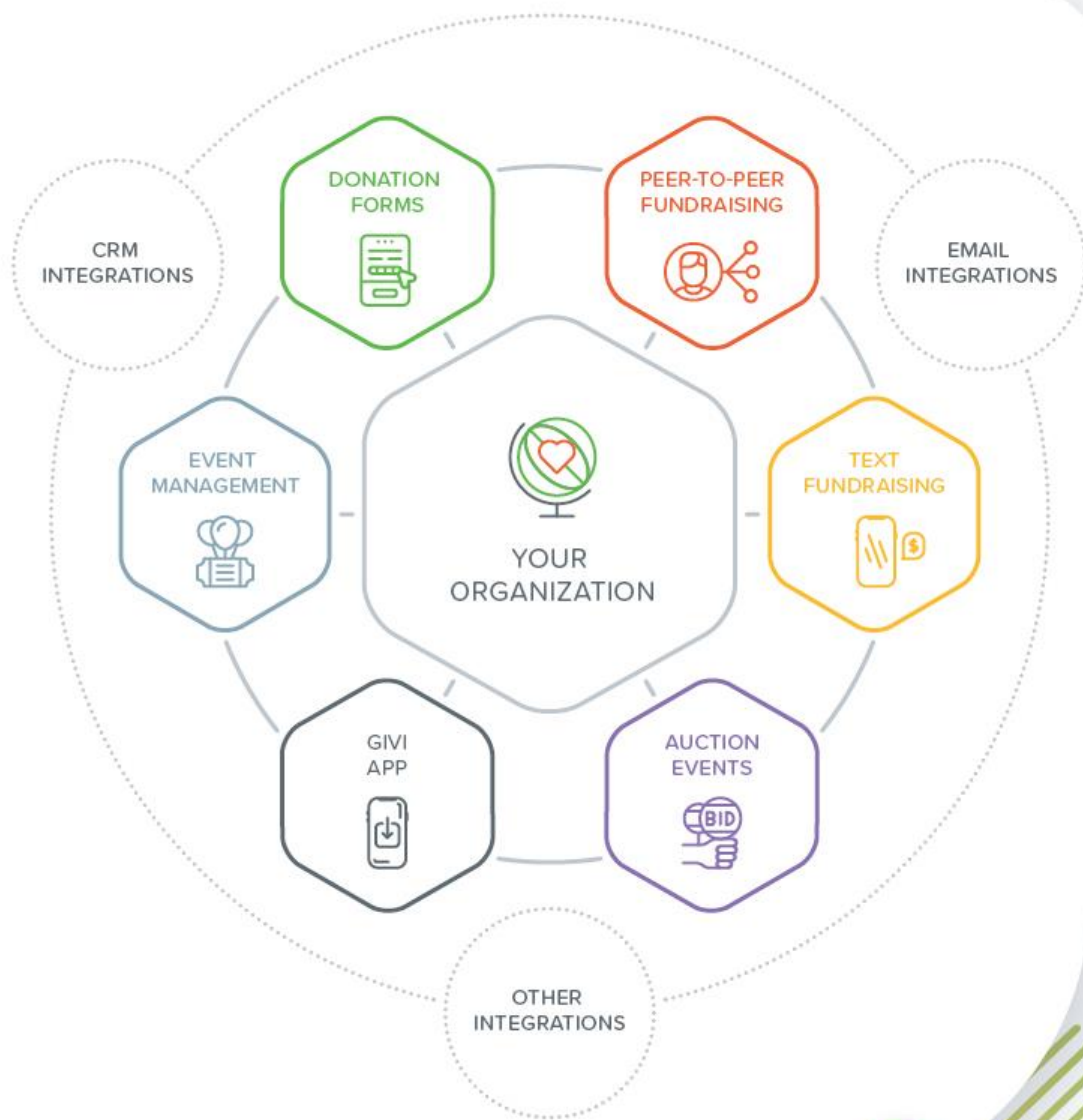 DONATION
FORMS
PEER-TO-PEER
FUNDRAISING
CRM
INTEGRATIONS
EMAIL
INTEGRATIONS
EVENT
MANAGEMENT
TEXT
FUNDRAISING
$
YOUR
ORGANIZATION
GIVI
APP
AUCTION
EVENTS
BID
OTHER
INTEGRATIONS